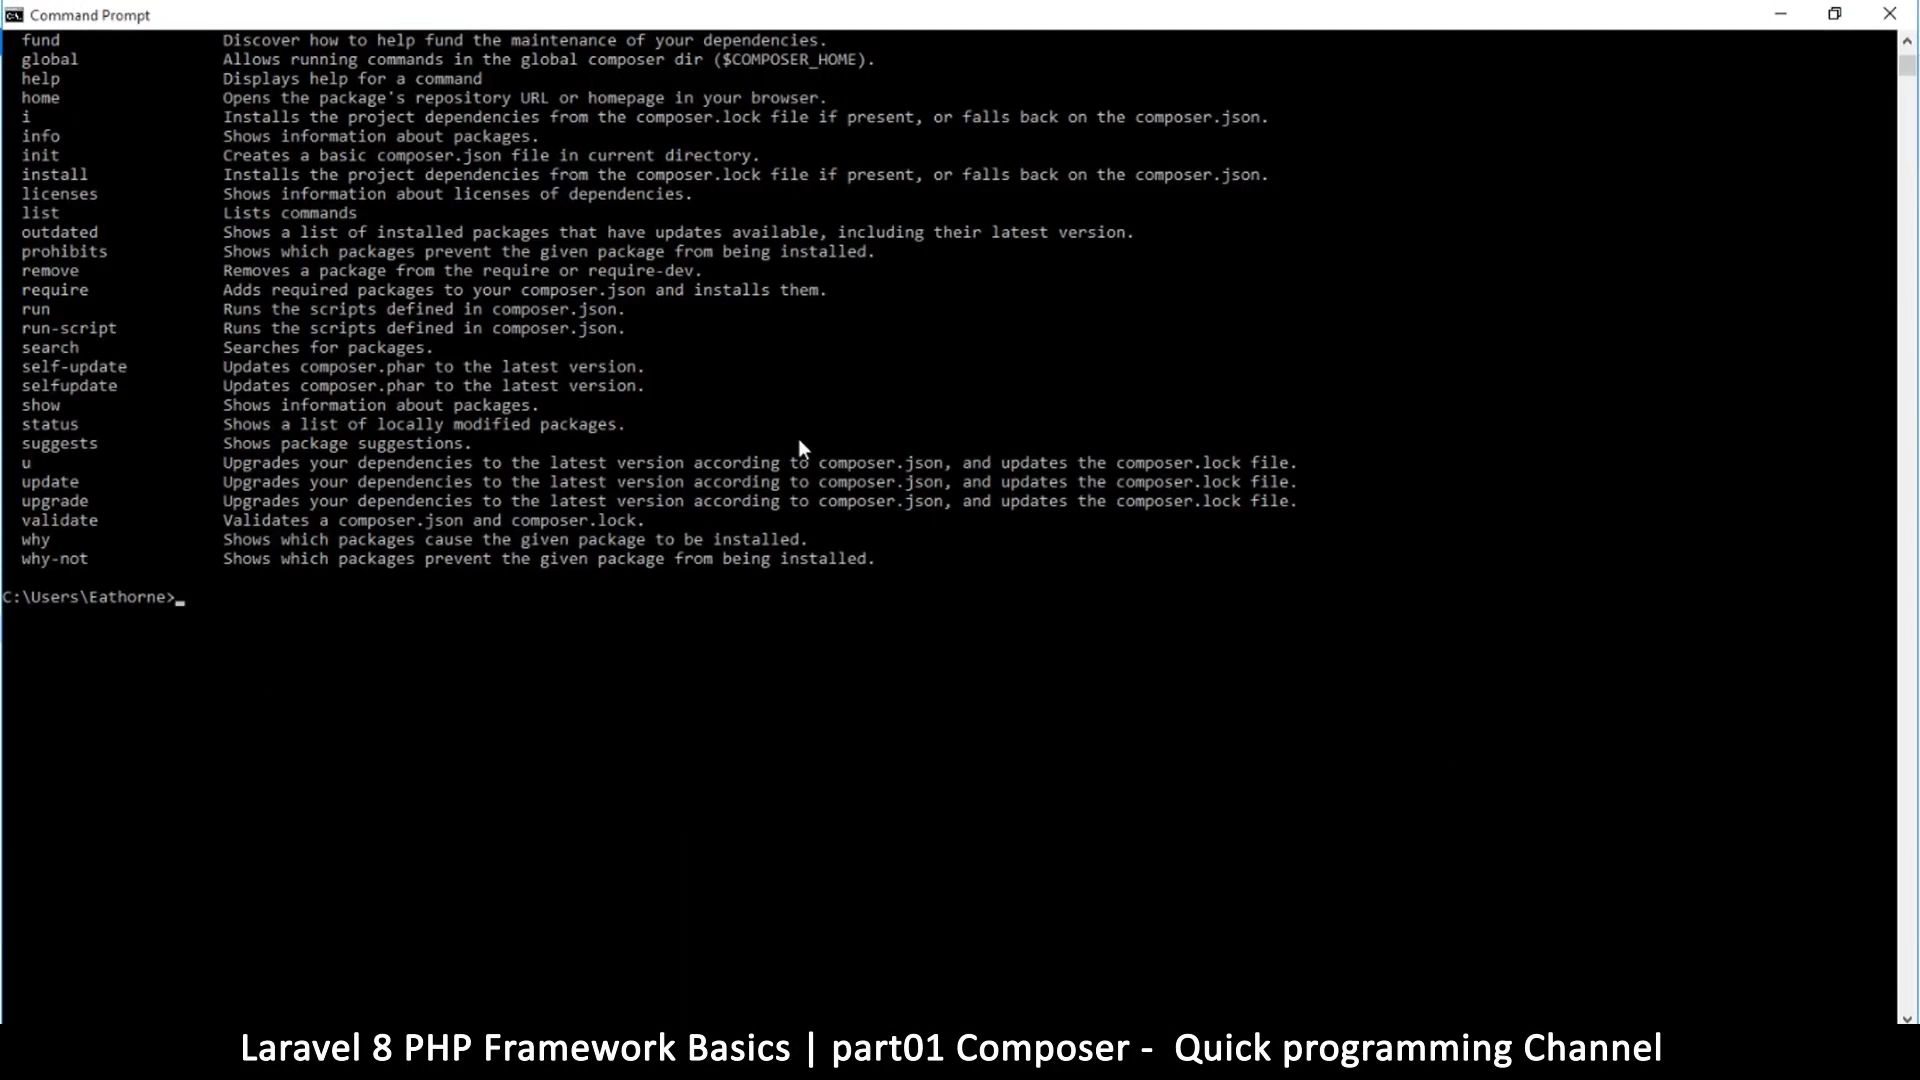 Command Prompt
fund Discover how to help fund the maintenance of your dependencies.
global Allows running commands in the global composer dir ($COMPOSER_HOME).
help Displays help for a command
home Opens the package's repository URL or homepage in your browser.
i Installs the project dependencies from the composer.lock file if present, or falls back on the composer.json.
info Shows information about packages.
init Creates a basic composer.json file in current directory.
install Installs the project dependencies from the composer.lock file if present, or falls back on the composer.json.
licenses Shows information about licenses of dependencies.
list Lists commands
outdated Shows a list of installed packages that have updates available, including their latest version.
prohibits Shows which packages prevent the given package from being installed.
remove Removes a package from the require or require-dev.
require Adds required packages to your composer.json and installs them.
run Runs the scripts defined in composer.json.
run-script Runs the scripts defined in composer.json.
search Searches for packages.
self-update Updates composer.phar to the latest version.
selfupdate Updates composer.phar to the latest version.
show Shows information about packages.
status Shows a list of locally modified packages.
suggests Shows package suggestions.
u Upgrades your dependencies to the latest version according to composer.json, and updates the composer.lock file.
update Upgrades your dependencies to the latest version according to composer.json, and updates the composer.lock file.
upgrade Upgrades your dependencies to the latest version according to composer.json, and updates the composer.lock file.
validate Validates a composer.json and composer.lock.
why Shows which packages cause the given package to be installed.
why-not Shows which packages prevent the given package from being installed.
C:\Users\Eathorne>_
Laravel 8 PHP Framework Basics | part01 Composer - Quick programming Channel